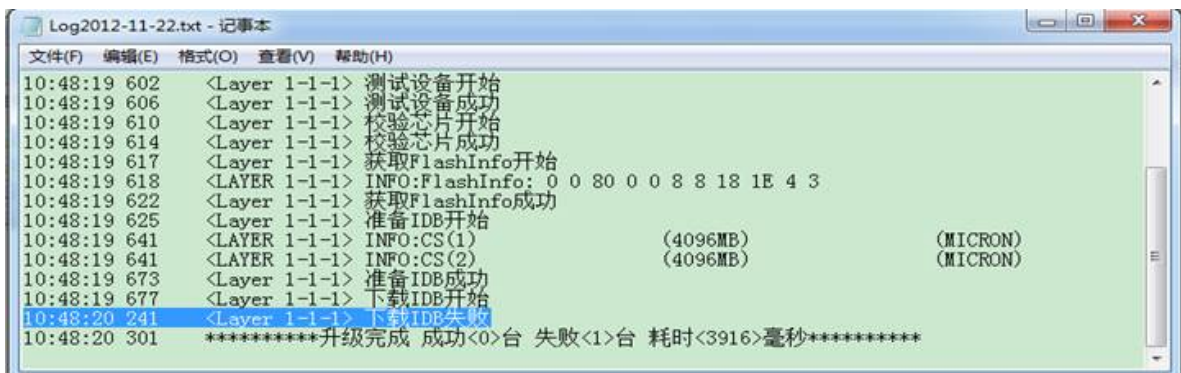 Log2012-11-22.txt - 记事本
文件(F) 编辑(E) 格式(O) 查看(V) 帮助(H)
10:48:19 602 <Layer 1-1-1> 测试设备开始
10:48:19 606 <Layer 1-1-1> 测试设备成功
10:48:19 610 <Layer 1-1-1> 校验芯片开始
10:48:19 614 <Layer 1-1-1> 校验芯片成功
10:48:19 617 <Layer 1-1-1> 获取FlashInfo开始
10:48:19 618 <LAYER 1-1-1> INFO:FlashInfo: 0 0 80 0 0 8 8 18 1E 4 3
10:48:19 622 <Layer 1-1-1> 获取FlashInfo成功
10:48:19 625 <Layer 1-1-1> 准备IDB开始
10:48:19 641 <LAYER 1-1-1> INFO:CS(1) (4096MB) (MICRON)
10:48:19 641 <LAYER 1-1-1> INFO:CS(2) (4096MB) (MICRON)
10:48:19 673 <Layer 1-1-1> 准备IDB成功
10:48:19 677 <Layer 1-1-1> 下载IDB开始
10:48:20 241 <Layer 1-1-1> 下载IDB失败
10:48:20 301 **********升级完成 成功<0>台 失败<1>台 耗时<3916>毫秒**********